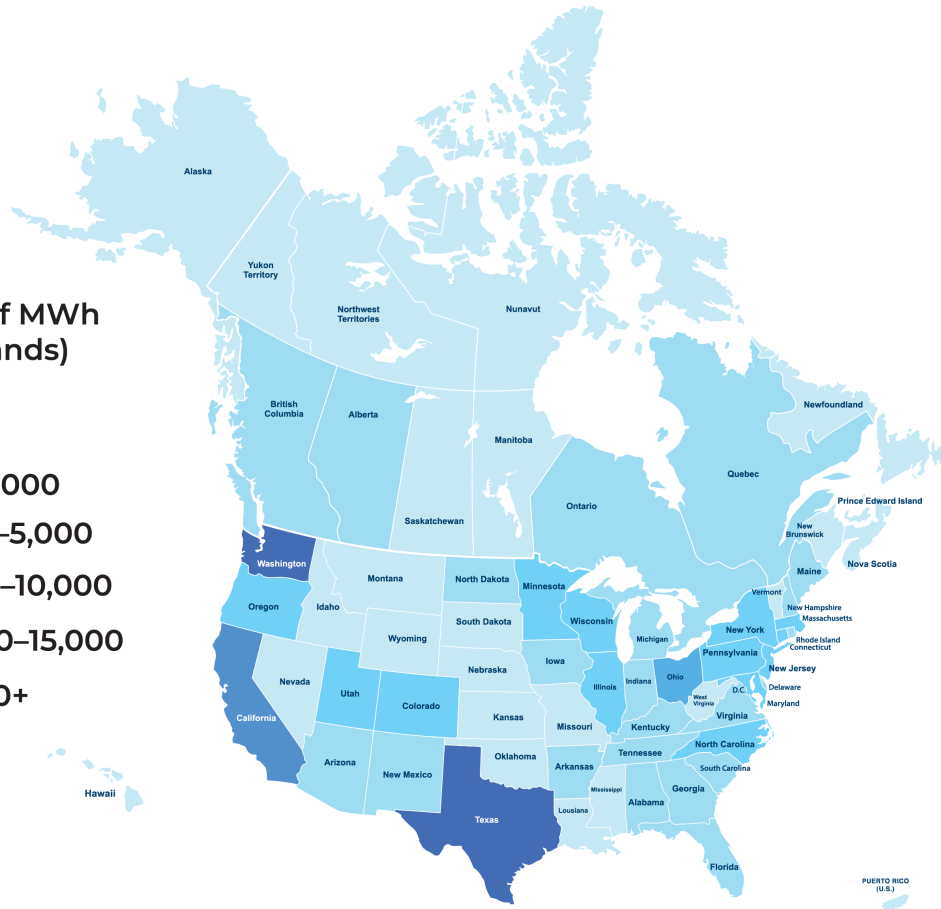 Alaska
Yukon
Territory
Northwest
Territories
Nunavut
f MWh
ands)
British
Columbia
Alberta
Newfoundland
Manitoba
Quebec
000
Ontario
Prince Edward Island
Saskatchewan
–5,000
New
Brunswick
Washington
Nova Scotia
Maine
Montana
North Dakota
Minnesota
–10,000
Vermont
Oregon
Idaho
New Hampshire
Massachusetts
South Dakota
Wisconsin
New York
0–15,000
Wyoming
Michigan
Rhode Island
Connecticut
Pennsylvania
Iowa
Nebraska
New Jersey
Nevada
Utah
Illinois
Indiana
Ohio
D.C.
Delaware
0+
Colorado
West
Virginia
Maryland
California
Kansas
Missouri
Kentucky
Virginia
North Carolina
Tennessee
Oklahoma
Arizona
New Mexico
Arkansas
South Carolina
Hawaii
Mississippi
Georgia
Alabama
Lousiana
Texas
Florida
PUERTO RICO
(U.S.)